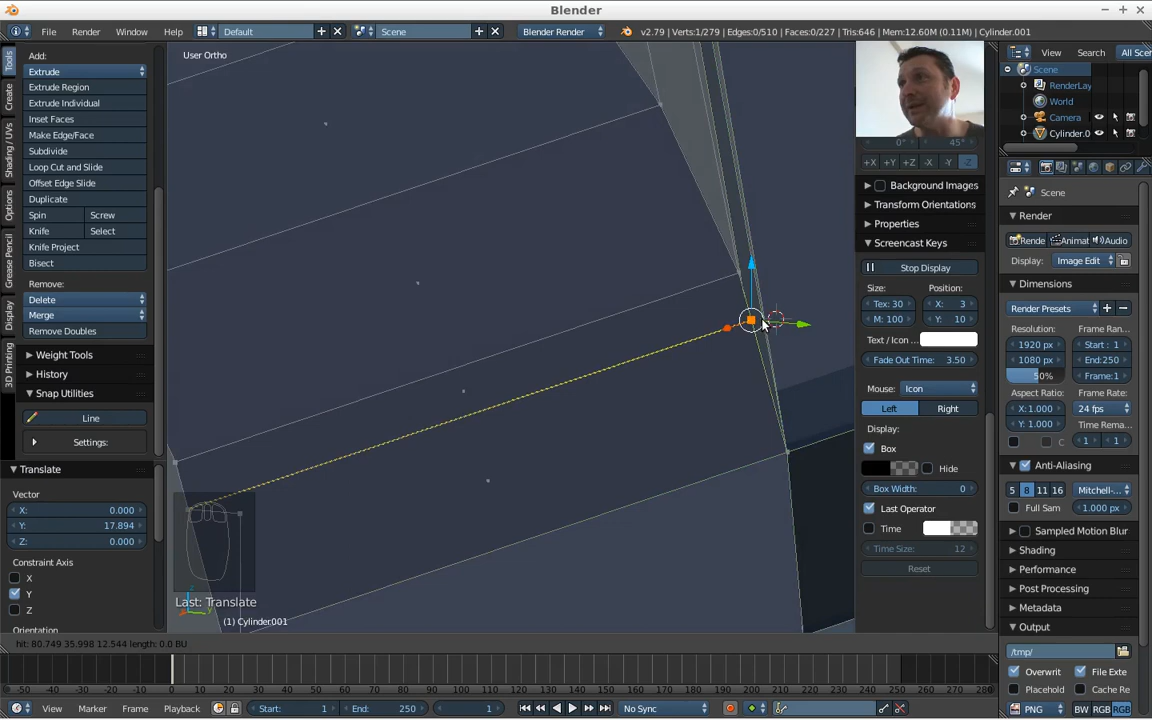 Blender
File
Render
Window
Help
Default
Scene
Blender Render
v2.79 | Verts:1/279 | Edges:0/510 | Faces:0/227 | Tris:646 | Mem:12.60M (0.11M) | Cylinder.001
Tools
Create
Shading / UVs
Options
Grease Pencil
Display
3D Printing
Add:
Extrude
Extrude Region
Extrude Individual
Inset Faces
Make Edge/Face
Subdivide
Loop Cut and Slide
Offset Edge Slide
Duplicate
Spin
Screw
Knife
Select
Knife Project
Bisect
Remove:
Delete
Merge
Remove Doubles
Weight Tools
History
Snap Utilities
Line
Settings:
Translate
Vector
X: 0.000
Y: 17.894
Z: 0.000
Constraint Axis
X
Y
Z
Orientation
User Ortho
Last: Translate
(1) Cylinder.001
hit: 80.749 35.998 12.544 length: 0.0 BU
0°
45°
+X
+Y
+Z
-X
-Y
-Z
Background Images
Transform Orientations
Properties
Screencast Keys
Stop Display
Size:
Position:
Tex: 30
X: 3
M: 100
Y: 10
Text / Icon ...
Fade Out Time: 3.50
Mouse:
Icon
Left
Right
Display:
Box
Hide
Box Width: 0
Last Operator
Time
Time Size: 12
Reset
View
Search
All Scen
Scene
RenderLay
World
Camera
Cylinder.0
Scene
Render
Rende
Animat
Audio
Display:
Image Edit
Dimensions
Render Presets
Resolution:
Frame Ran...
1920 px
Start : 1
1080 px
End:250
50%
Frame:1
Aspect Ratio:
Frame Rate:
X:1.000
24 fps
Y: 1.000
Time Rema...
C
1
1
Anti-Aliasing
5
8
11
16
Mitchell-...
Full Sam
1.000 px
Sampled Motion Blur
Shading
Performance
Post Processing
Metadata
Output
/tmp/
Overwrit
File Exte
Placehold
Cache Re
PNG
BW
RGB
RGB
-50 -40 -30 -20 -10 0 10 20 30 40 50 60 70 80 90 100 110 120 130 140 150 160 170 180 190 200 210 220 230 240 250 260 270 280
View
Marker
Frame
Playback
Start: 1
End: 250
1
No Sync